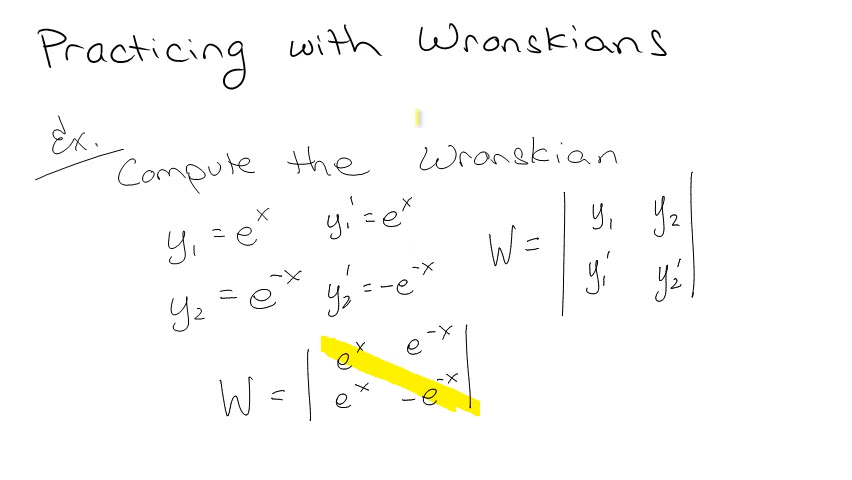 Practicing with Wronskians
Ex.
Compute the Wronskian
y₁ = eˣ y₁' = eˣ
y₂ = e⁻ˣ y₂' = -e⁻ˣ
W = | y₁ y₂ |
| y₁' y₂' |
W = | eˣ e⁻ˣ |
| eˣ -e⁻ˣ |